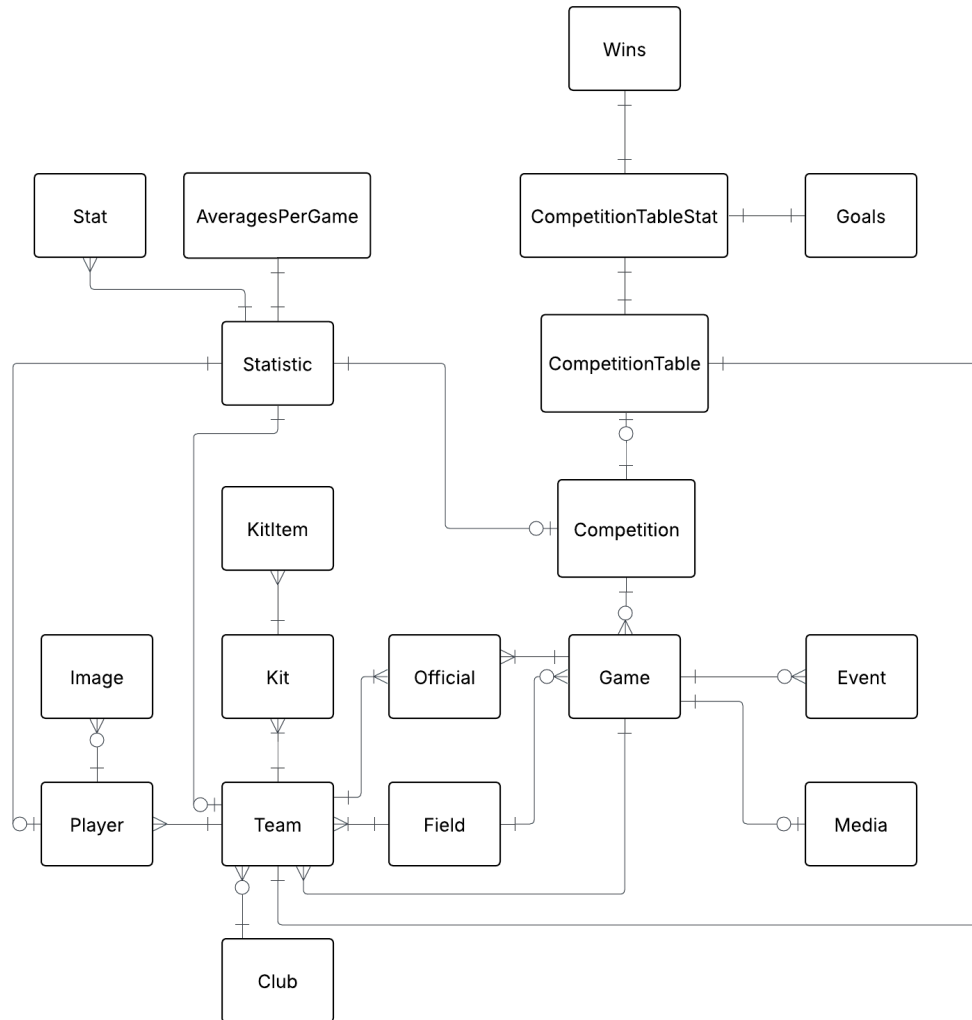 Wins
Stat
AveragesPerGame
CompetitionTableStat
Goals
Statistic
CompetitionTable
KitItem
Competition
Image
Kit
Official
Game
Event
Player
Team
Field
Media
Club